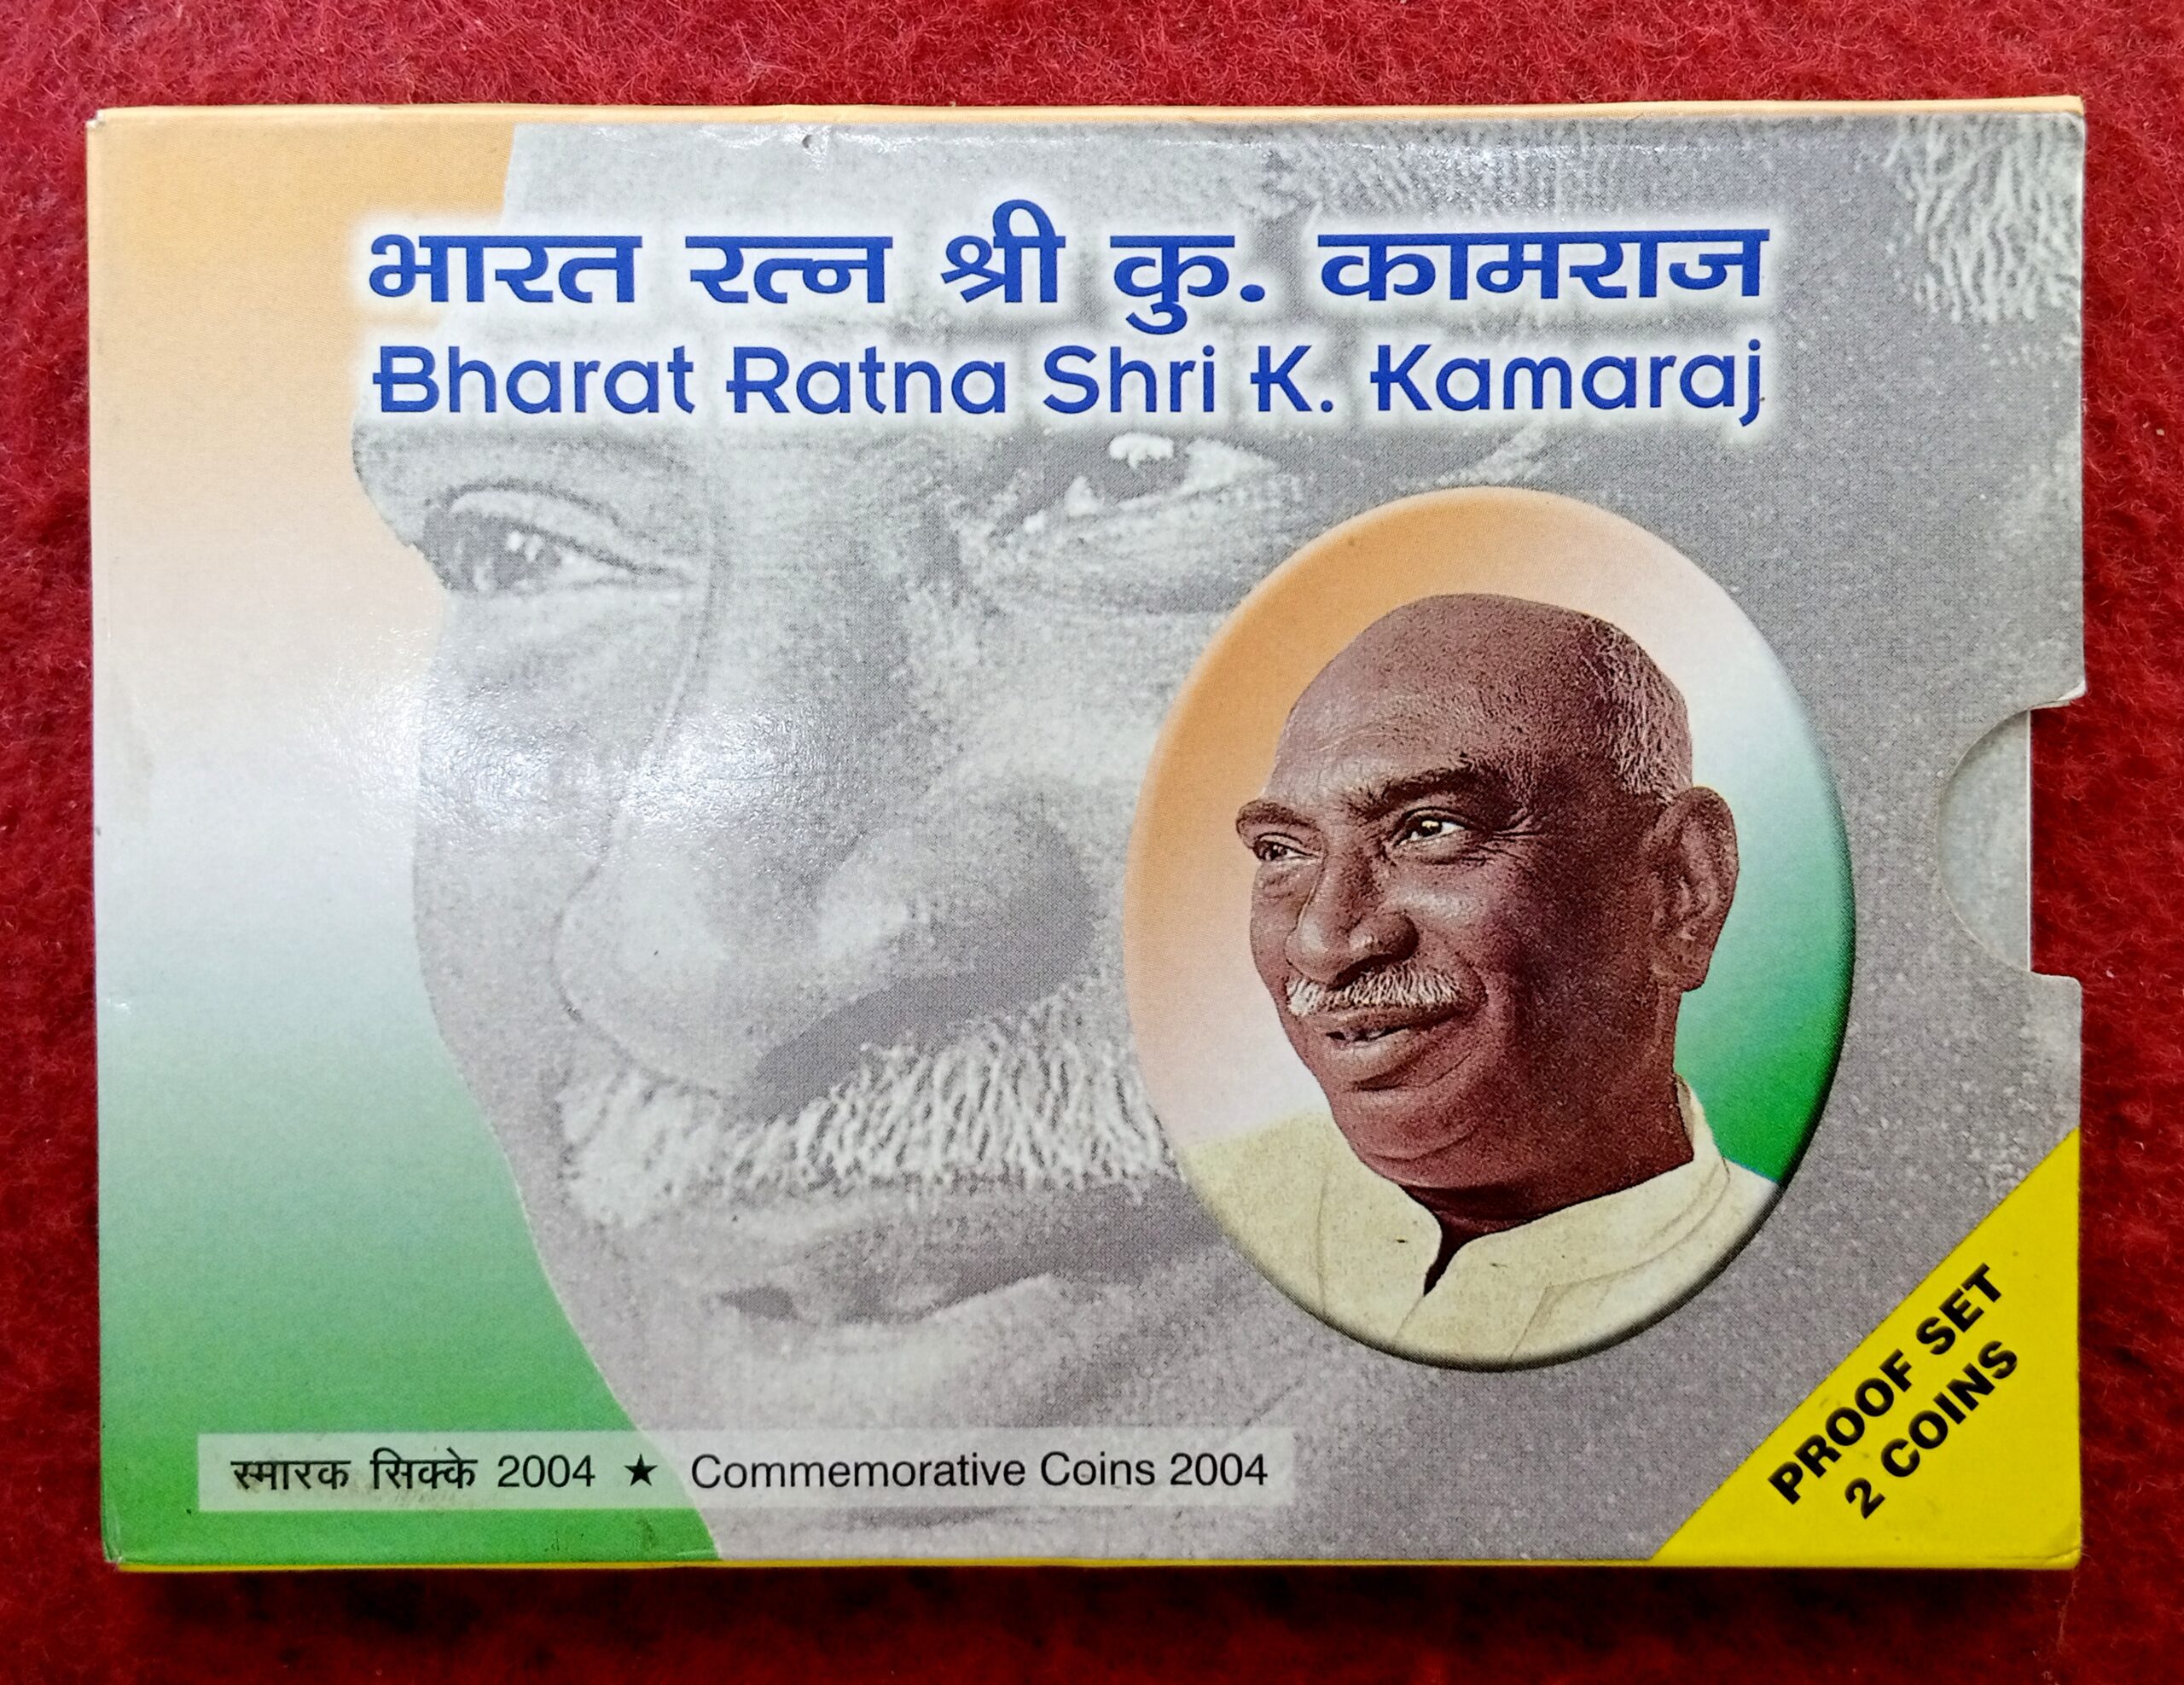 भारत रत्न श्री कु. कामराज
Bharat Ratna Shri K. Kamaraj
स्मारक सिक्के 2004 ★ Commemorative Coins 2004
PROOF SET
2 COINS